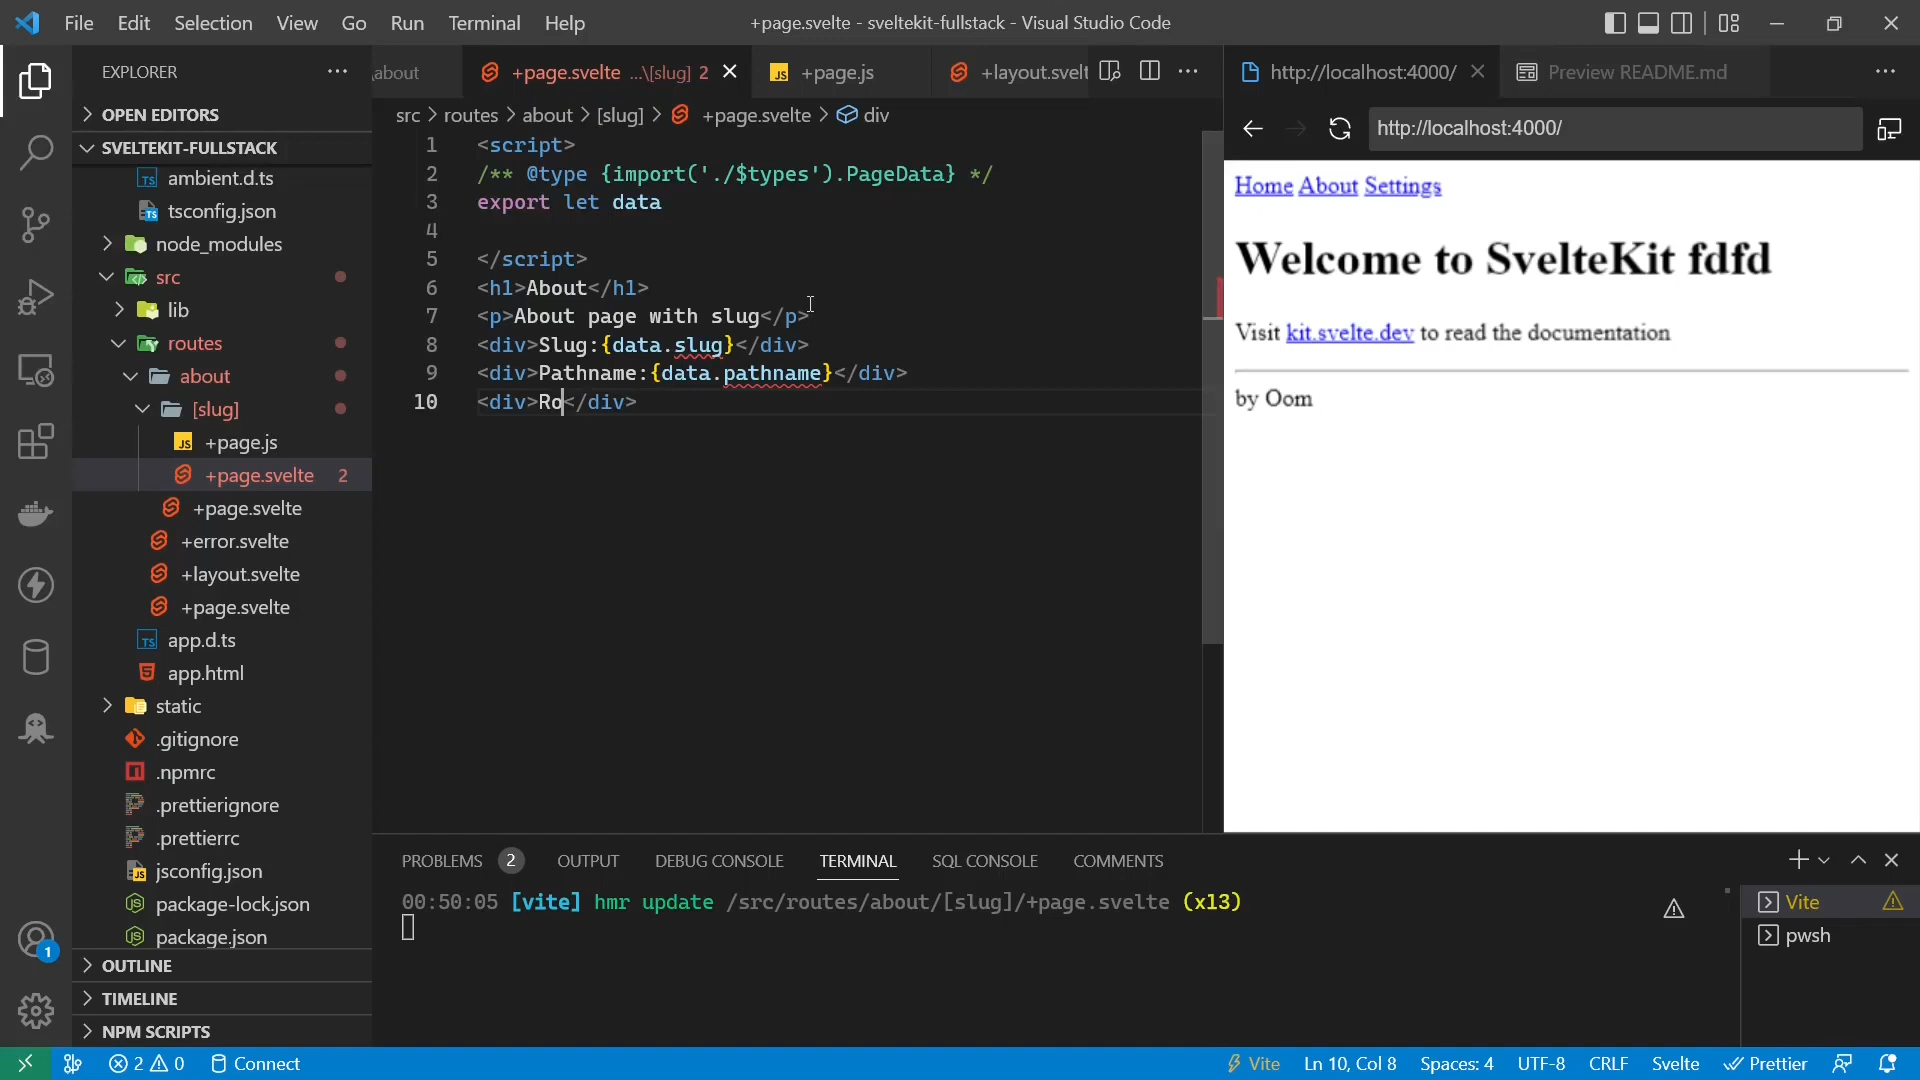 File Edit Selection View Go Run Terminal Help
+page.svelte - sveltekit-fullstack - Visual Studio Code
EXPLORER
OPEN EDITORS
SVELTEKIT-FULLSTACK
TS ambient.d.ts
TS tsconfig.json
node_modules
src
lib
routes
about
[slug]
JS +page.js
+page.svelte 2
+page.svelte
+error.svelte
+layout.svelte
+page.svelte
TS app.d.ts
app.html
static
.gitignore
.npmrc
.prettierignore
.prettierrc
JS jsconfig.json
package-lock.json
package.json
OUTLINE
TIMELINE
NPM SCRIPTS
\about
+page.svelte ...\[slug] 2
JS +page.js
+layout.svelt
src > routes > about > [slug] > +page.svelte > div
1 <script>
2 /** @type {import('./$types').PageData} */
3 export let data
4
5 </script>
6 <h1>About</h1>
7 <p>About page with slug</p>
8 <div>Slug:{data.slug}</div>
9 <div>Pathname:{data.pathname}</div>
10 <div>Ro</div>
http://localhost:4000/
Preview README.md
http://localhost:4000/
Home About Settings
Welcome to SvelteKit fdfd
Visit kit.svelte.dev to read the documentation
by Oom
PROBLEMS 2 OUTPUT DEBUG CONSOLE TERMINAL SQL CONSOLE COMMENTS
00:50:05 [vite] hmr update /src/routes/about/[slug]/+page.svelte (x13)
Vite
pwsh
1
2 0 Connect
Vite Ln 10, Col 8 Spaces: 4 UTF-8 CRLF Svelte Prettier